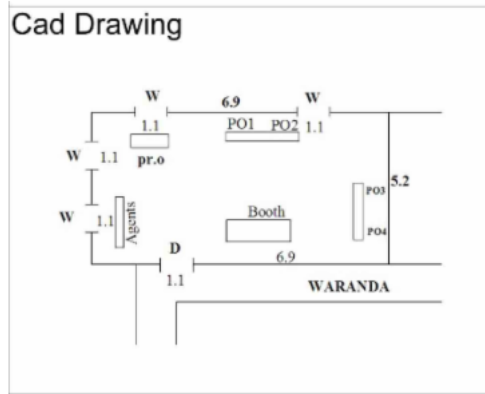 Cad Drawing
W 6.9 W
1.1 PO1 PO2 1.1
W 1.1 pr.o
5.2
PO3
W 1.1 Agents
Booth
PO4
D
6.9
1.1
WARANDA